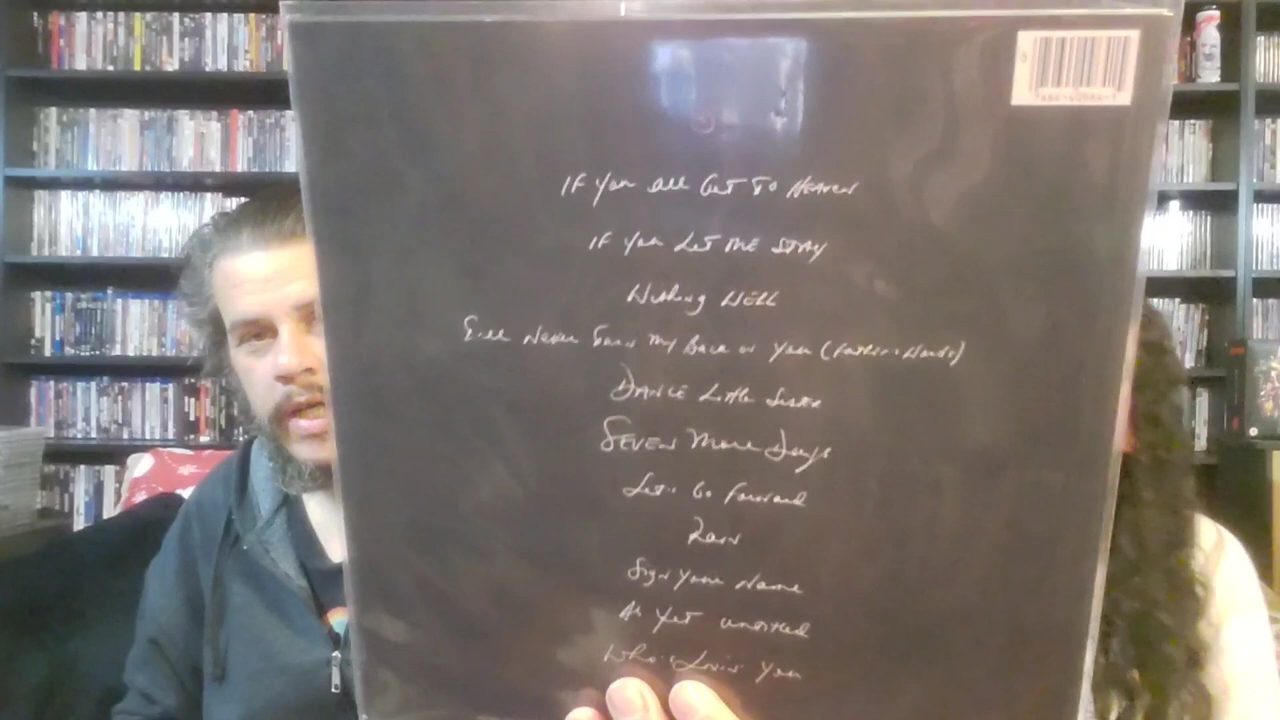 IF You All Get To HEAVEN
IF You Let ME STAY
Wishing WELL
I'll Never Turn My Back on You (Father's Words)
DANCE Little Sister
SEVEN More Days
Let's Go Forward
Rain
Sign Your Name
As Yet Untitled
Who's Lovin' You